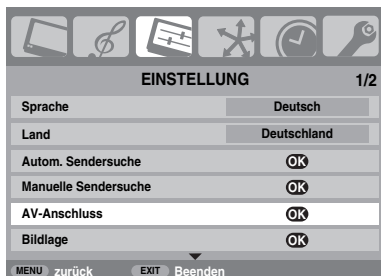 EINSTELLUNG 1/2
Sprache Deutsch
Land Deutschland
Autom. Sendersuche OK
Manuelle Sendersuche OK
AV-Anschluss OK
Bildlage OK
MENU zurück EXIT Beenden